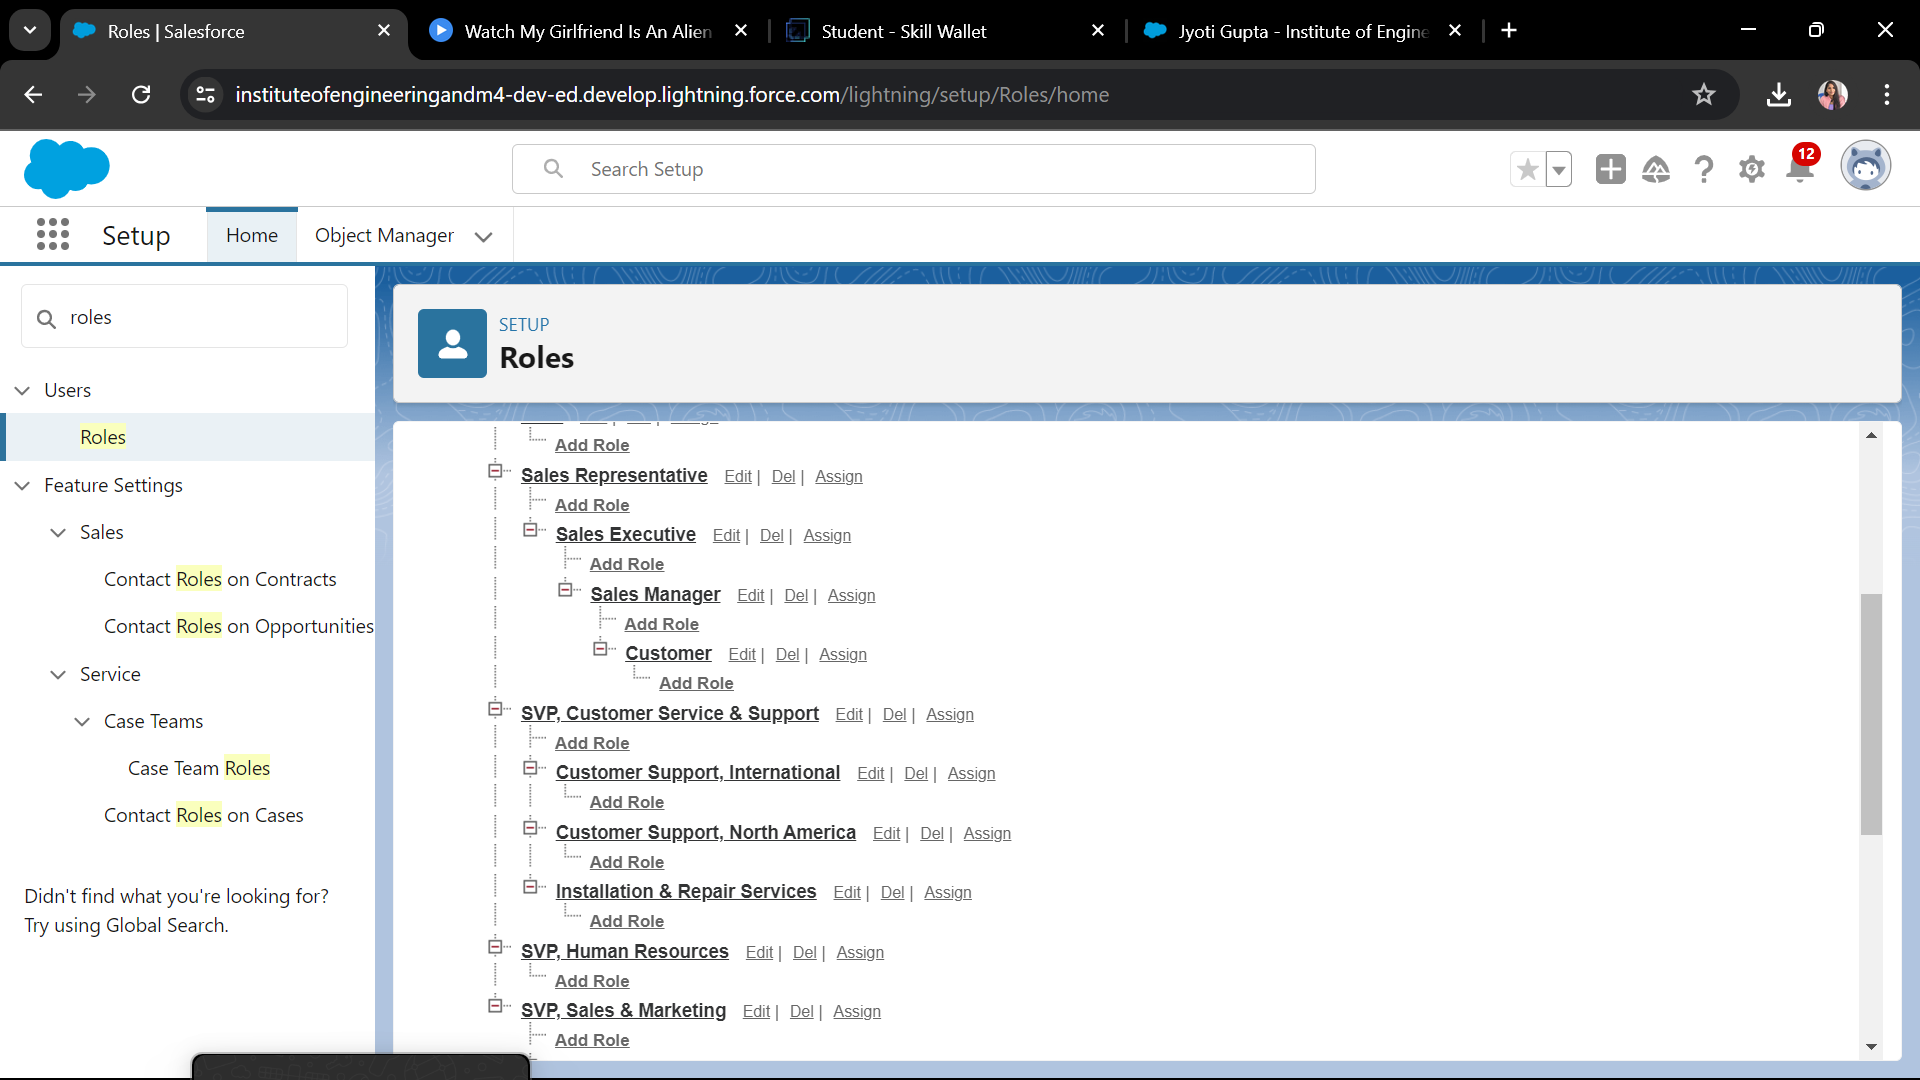 Roles | Salesforce
Watch My Girlfriend Is An Alien
Student - Skill Wallet
Jyoti Gupta - Institute of Engine
instituteofengineeringandm4-dev-ed.develop.lightning.force.com/lightning/setup/Roles/home
Search Setup
12
Setup
Home
Object Manager
roles
Users
Roles
Feature Settings
Sales
Contact Roles on Contracts
Contact Roles on Opportunities
Service
Case Teams
Case Team Roles
Contact Roles on Cases
Didn't find what you're looking for?
Try using Global Search.
SETUP
Roles
Add Role
Sales Representative Edit | Del | Assign
Add Role
Sales Executive Edit | Del | Assign
Add Role
Sales Manager Edit | Del | Assign
Add Role
Customer Edit | Del | Assign
Add Role
SVP, Customer Service & Support Edit | Del | Assign
Add Role
Customer Support, International Edit | Del | Assign
Add Role
Customer Support, North America Edit | Del | Assign
Add Role
Installation & Repair Services Edit | Del | Assign
Add Role
SVP, Human Resources Edit | Del | Assign
Add Role
SVP, Sales & Marketing Edit | Del | Assign
Add Role